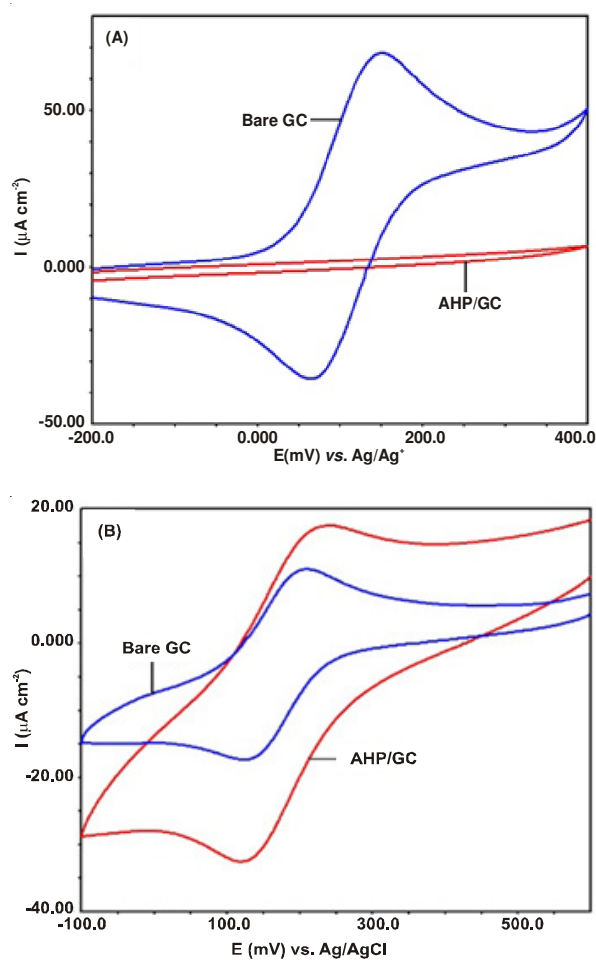 (A)
Bare GC
AHP/GC
I (µA cm⁻²)
50.00
0.000
-50.00
-200.0 0.000 200.0 400.0
E(mV) vs. Ag/Ag⁺
(B)
Bare GC
AHP/GC
I (µA cm⁻²)
20.00
0.000
-20.00
-40.00
-100.0 100.0 300.0 500.0
E (mV) vs. Ag/AgCl